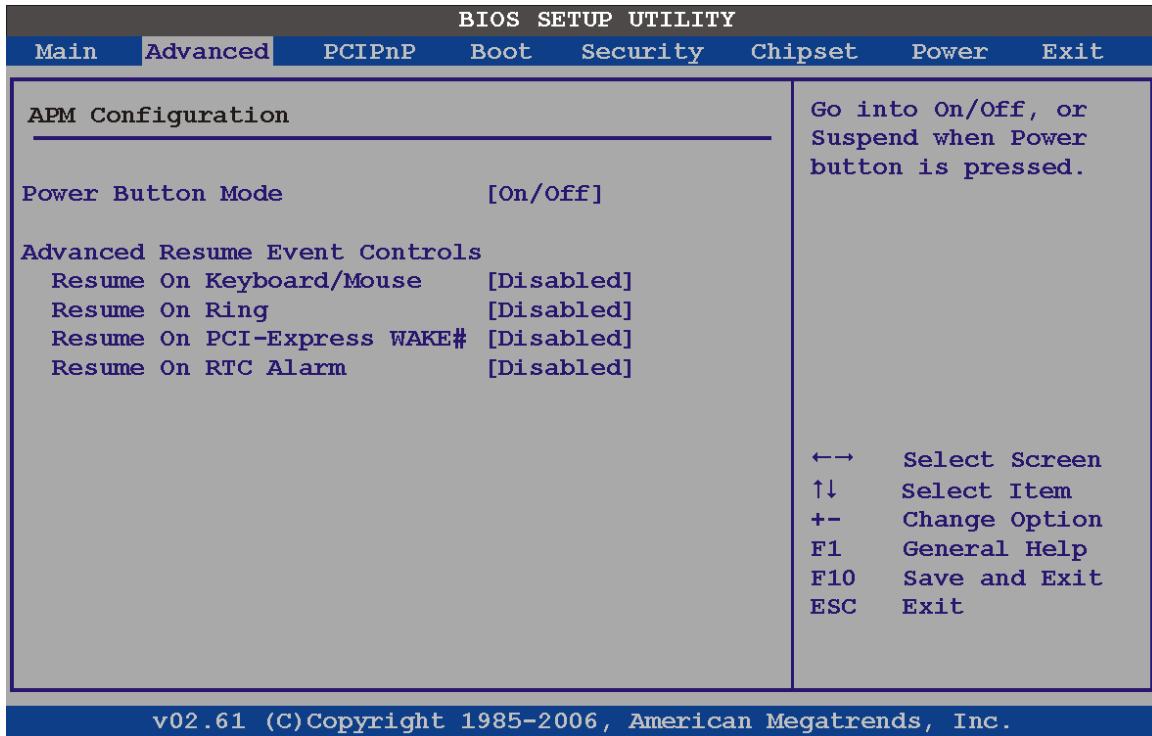 BIOS SETUP UTILITY
Main Advanced PCIPnP Boot Security Chipset Power Exit
APM Configuration
Power Button Mode [On/Off]
Advanced Resume Event Controls
Resume On Keyboard/Mouse [Disabled]
Resume On Ring [Disabled]
Resume On PCI-Express WAKE# [Disabled]
Resume On RTC Alarm [Disabled]
Go into On/Off, or
Suspend when Power
button is pressed.
←→ Select Screen
↑↓ Select Item
+- Change Option
F1 General Help
F10 Save and Exit
ESC Exit
v02.61 (C)Copyright 1985-2006, American Megatrends, Inc.